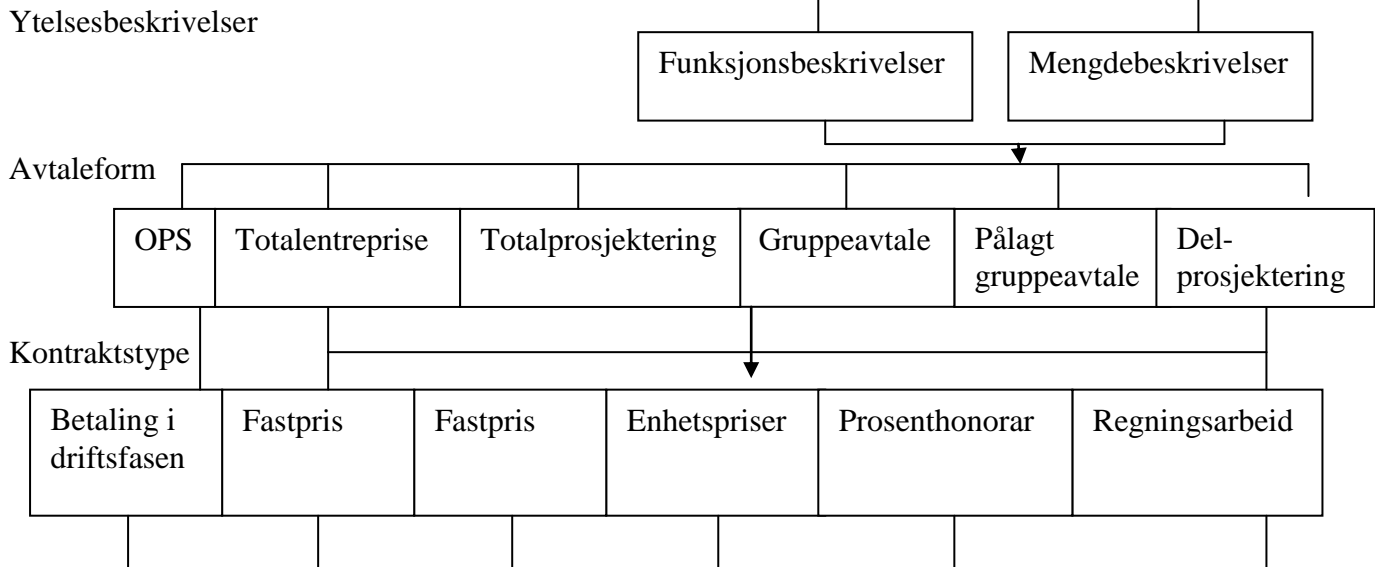 Ytelsesbeskrivelser
Funksjonsbeskrivelser
Mengdebeskrivelser
Avtaleform
OPS
Totalentreprise
Totalprosjektering
Gruppeavtale
Pålagt
gruppeavtale
Del-
prosjektering
Kontraktstype
Betaling i
driftsfasen
Fastpris
Fastpris
Enhetspriser
Prosenthonorar
Regningsarbeid